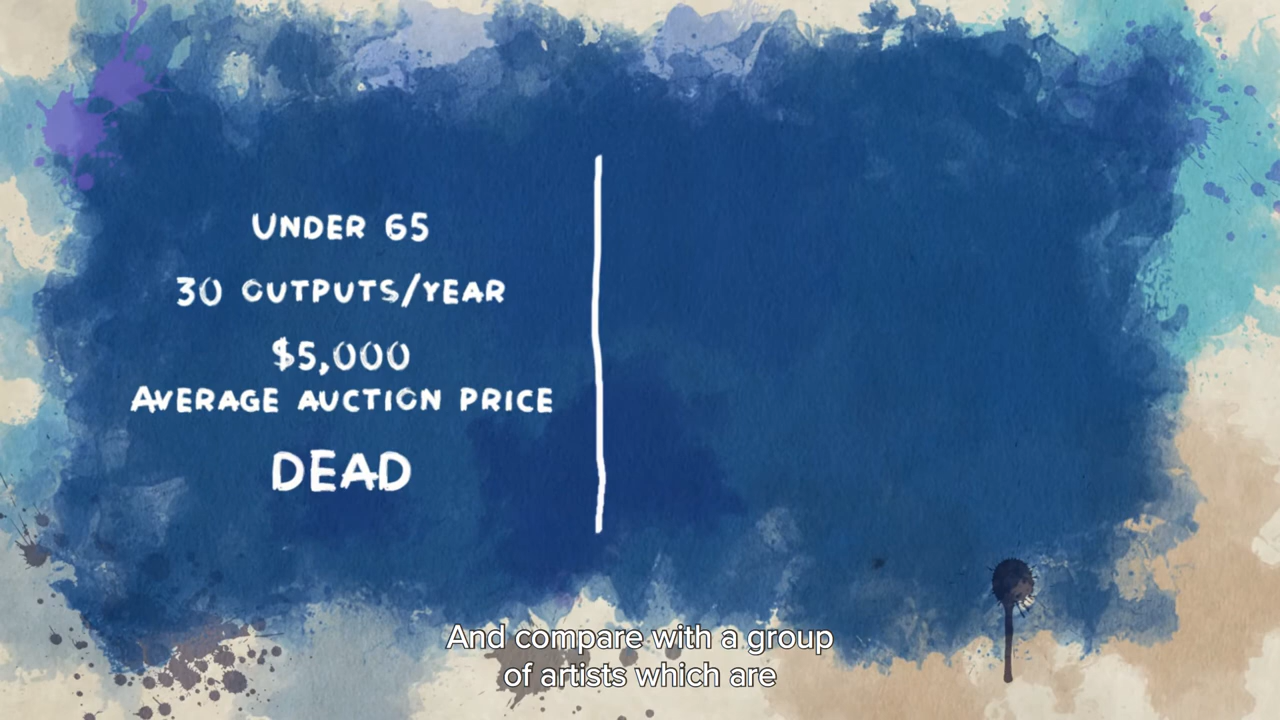 UNDER 65
30 OUTPUTS/YEAR
$5,000
AVERAGE AUCTION PRICE
DEAD
And compare with a group
of artists which are